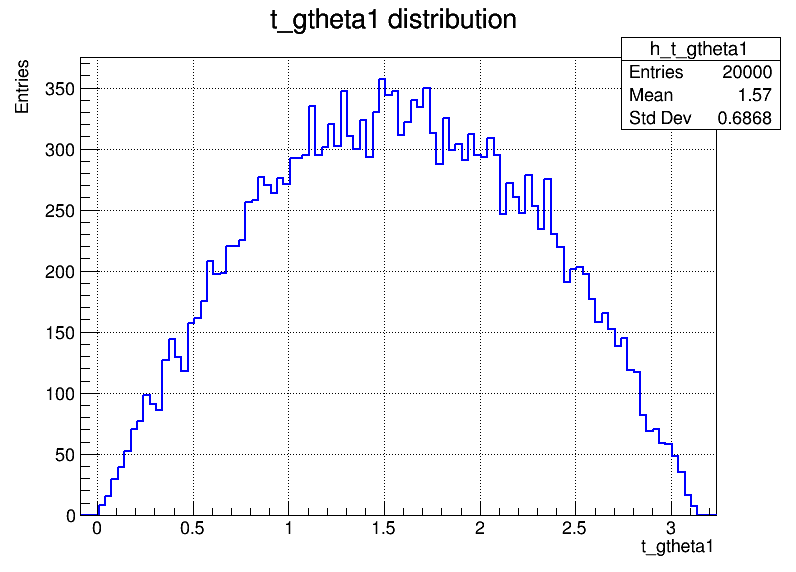 t_gtheta1 distribution
h_t_gtheta1
Entries 20000
Mean 1.57
Std Dev 0.6868
Entries
350
300
250
200
150
100
50
0
0 0.5 1 1.5 2 2.5 3
t_gtheta1